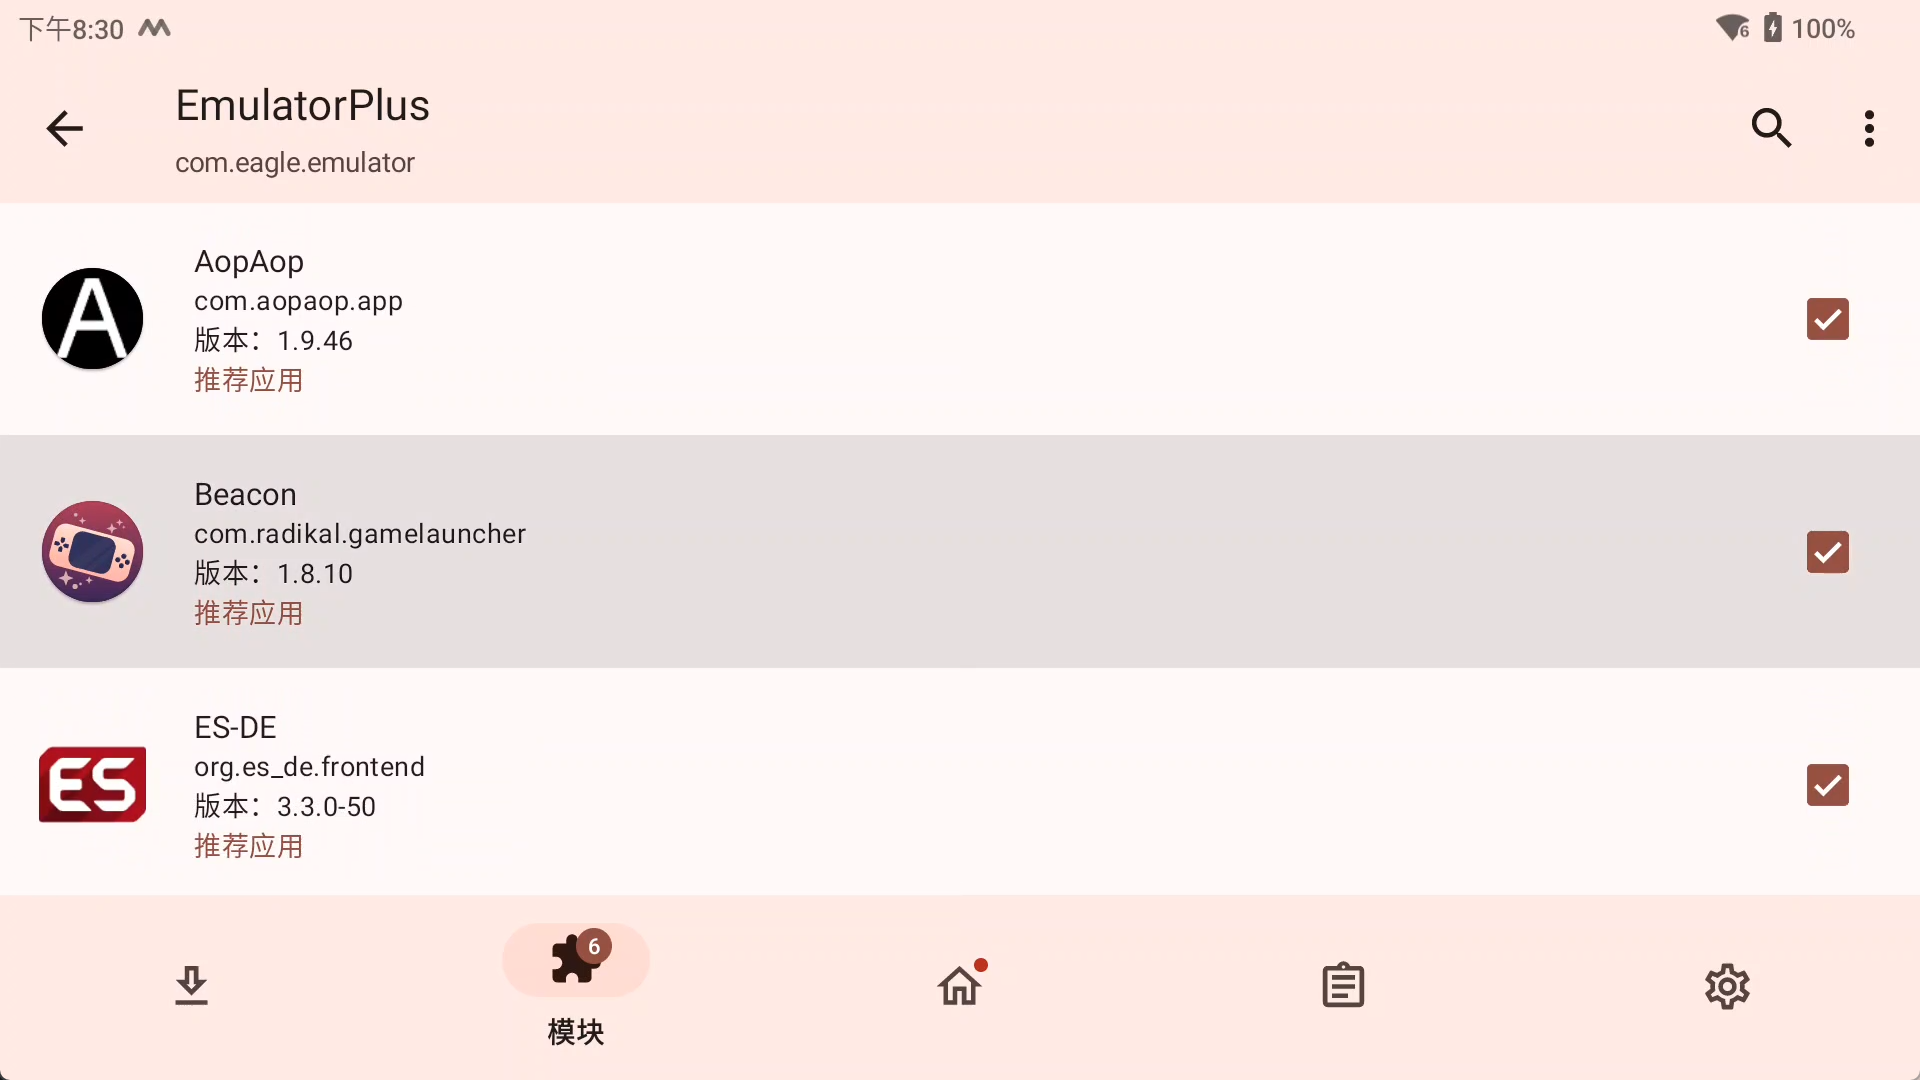 下午8:30
6
100%
EmulatorPlus
com.eagle.emulator
A
AopAop
com.aopaop.app
版本：1.9.46
推荐应用
Beacon
com.radikal.gamelauncher
版本：1.8.10
推荐应用
ES
ES-DE
org.es_de.frontend
版本：3.3.0-50
推荐应用
6
模块